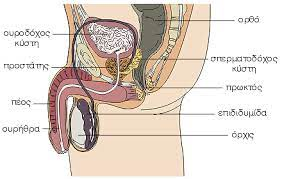 ουροδόχος
κύστη
προστάτης
πέος
ουρήθρα
ορθό
σπερματοδόχος
κύστη
πρωκτός
επιδιδυμίδα
όρχις